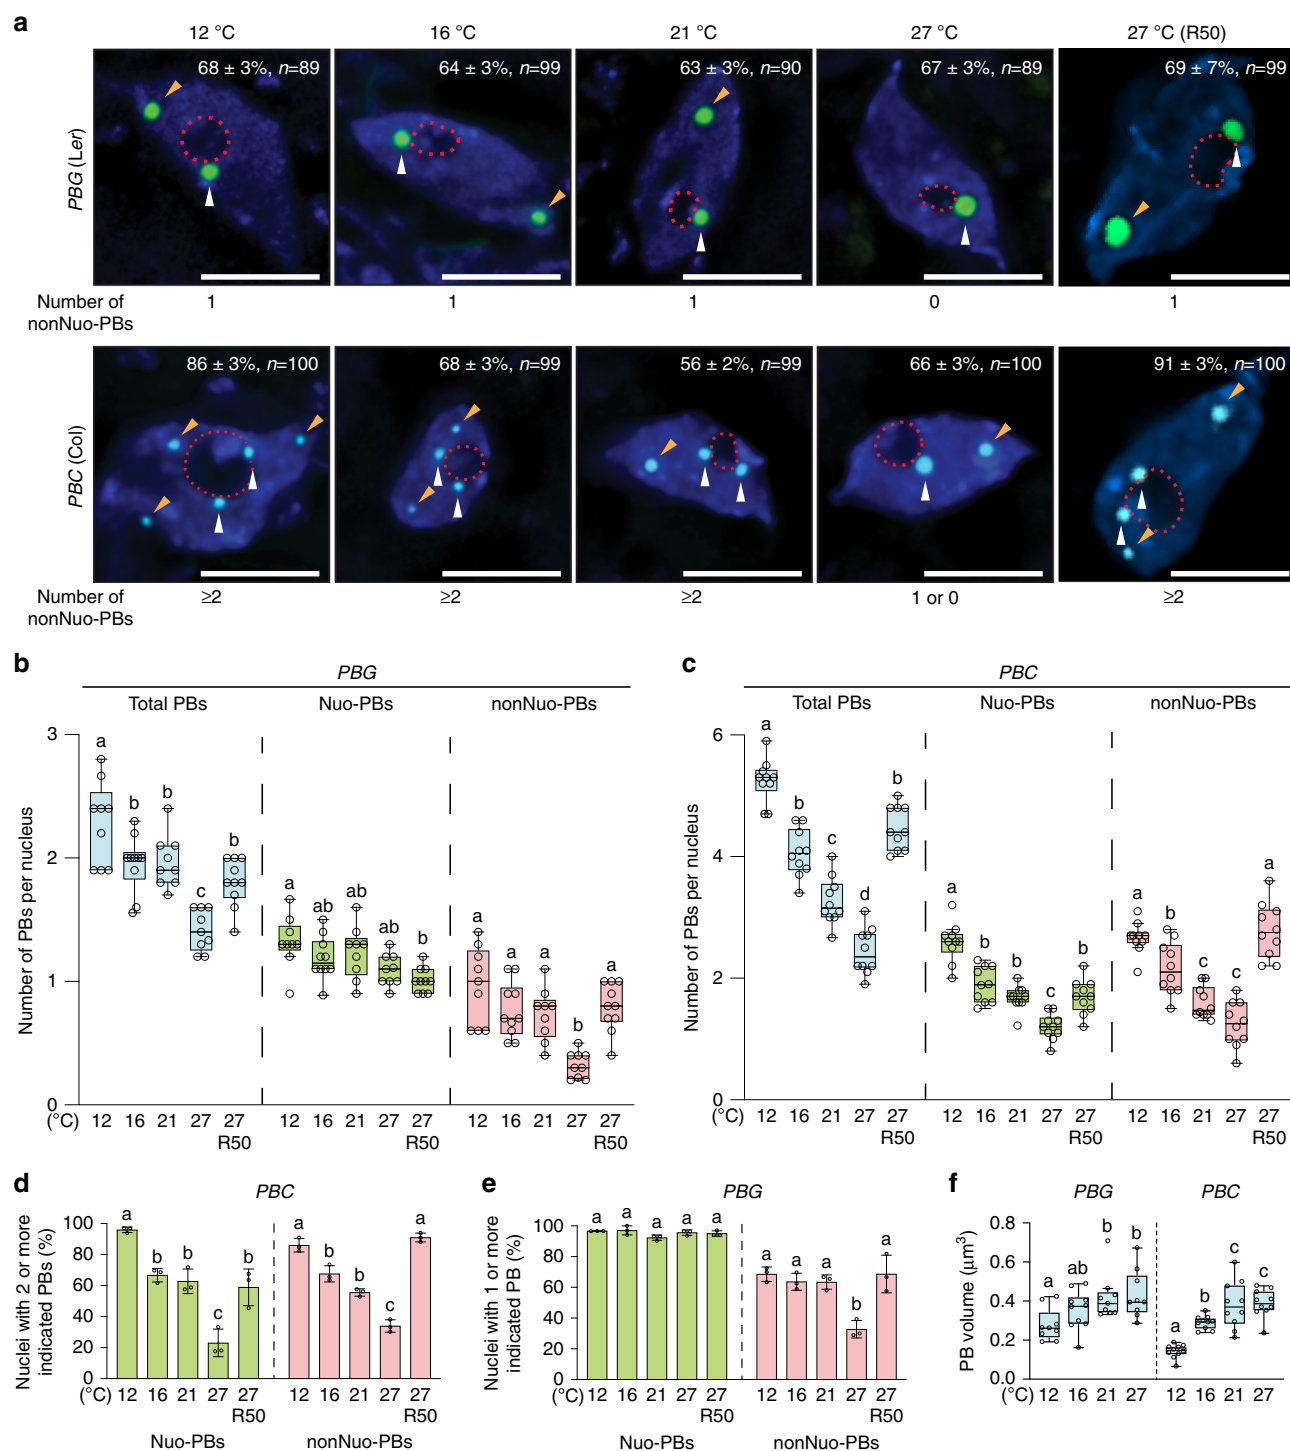 a
12 °C 16 °C 21 °C 27 °C 27 °C (R50)
PBG (Ler)
68 ± 3%, n=89 64 ± 3%, n=99 63 ± 3%, n=90 67 ± 3%, n=89 69 ± 7%, n=99
Number of nonNuo-PBs 1 1 1 0 1
PBC (Col)
86 ± 3%, n=100 68 ± 3%, n=99 56 ± 2%, n=99 66 ± 3%, n=100 91 ± 3%, n=100
Number of nonNuo-PBs ≥2 ≥2 ≥2 1 or 0 ≥2
b
PBG
Total PBs Nuo-PBs nonNuo-PBs
Number of PBs per nucleus
3
2
1
0
a b b c b
a ab ab ab b
a a a b a
(°C) 12 16 21 27 27 R50 12 16 21 27 27 R50 12 16 21 27 27 R50
c
PBC
Total PBs Nuo-PBs nonNuo-PBs
Number of PBs per nucleus
6
4
2
0
a b c d b
a b b c b
a b c c a
(°C) 12 16 21 27 27 R50 12 16 21 27 27 R50 12 16 21 27 27 R50
d
PBC
Nuclei with 2 or more indicated PBs (%)
100
80
60
40
20
0
a b b c b
a b b c a
(°C) 12 16 21 27 27 R50 12 16 21 27 27 R50
Nuo-PBs nonNuo-PBs
e
PBG
Nuclei with 1 or more indicated PB (%)
100
80
60
40
20
0
a a a a a
a a a b a
(°C) 12 16 21 27 27 R50 12 16 21 27 27 R50
Nuo-PBs nonNuo-PBs
f
PBG PBC
PB volume (μm³)
0.8
0.6
0.4
0.2
0
a ab b b
a b c c
(°C) 12 16 21 27 12 16 21 27